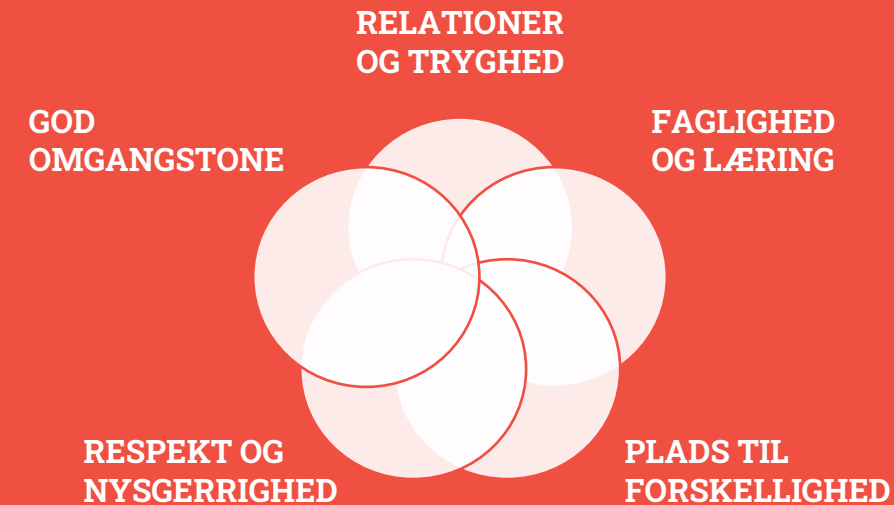 RELATIONER
OG TRYGHED
GOD
OMGANGSTONE
FAGLIGHED
OG LÆRING
RESPEKT OG
NYSGERRIGHED
PLADS TIL
FORSKELLIGHED